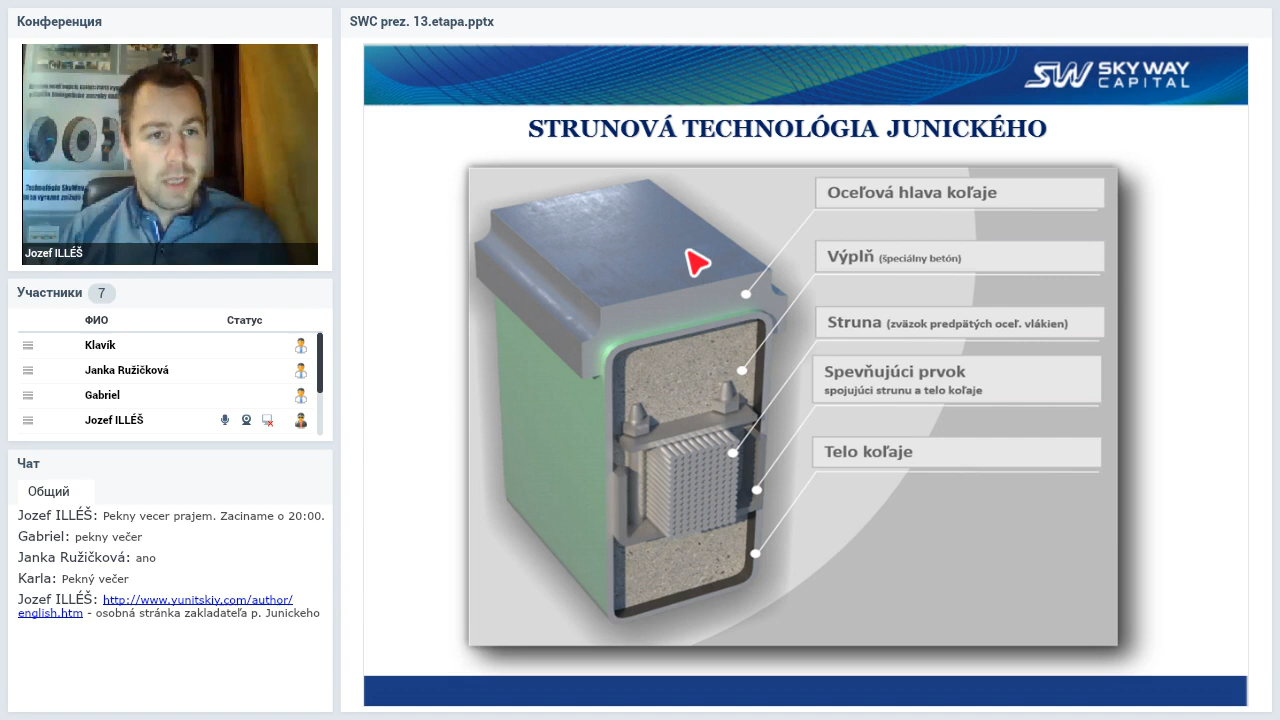 Конференция
Technológia SkyWay
Jozef ILLÉŠ
Участники 7
ФИО Статус
Klavík
Janka Ružičková
Gabriel
Jozef ILLÉŠ
Чат
Общий
Jozef ILLÉŠ: Pekny vecer prajem. Zaciname o 20:00.
Gabriel: pekny večer
Janka Ružičková: ano
Karla: Pekný večer
Jozef ILLÉŠ: http://www.yunitskiy.com/author/
english.htm - osobná stránka zakladateľa p. Junickeho
SWC prez. 13.etapa.pptx
SW SKY WAY
CAPITAL
STRUNOVÁ TECHNOLÓGIA JUNICKÉHO
Oceľová hlava koľaje
Výplň (špeciálny betón)
Struna (zväzok predpätých oceľ. vlákien)
Spevňujúci prvok
spojujúci strunu a telo koľaje
Telo koľaje